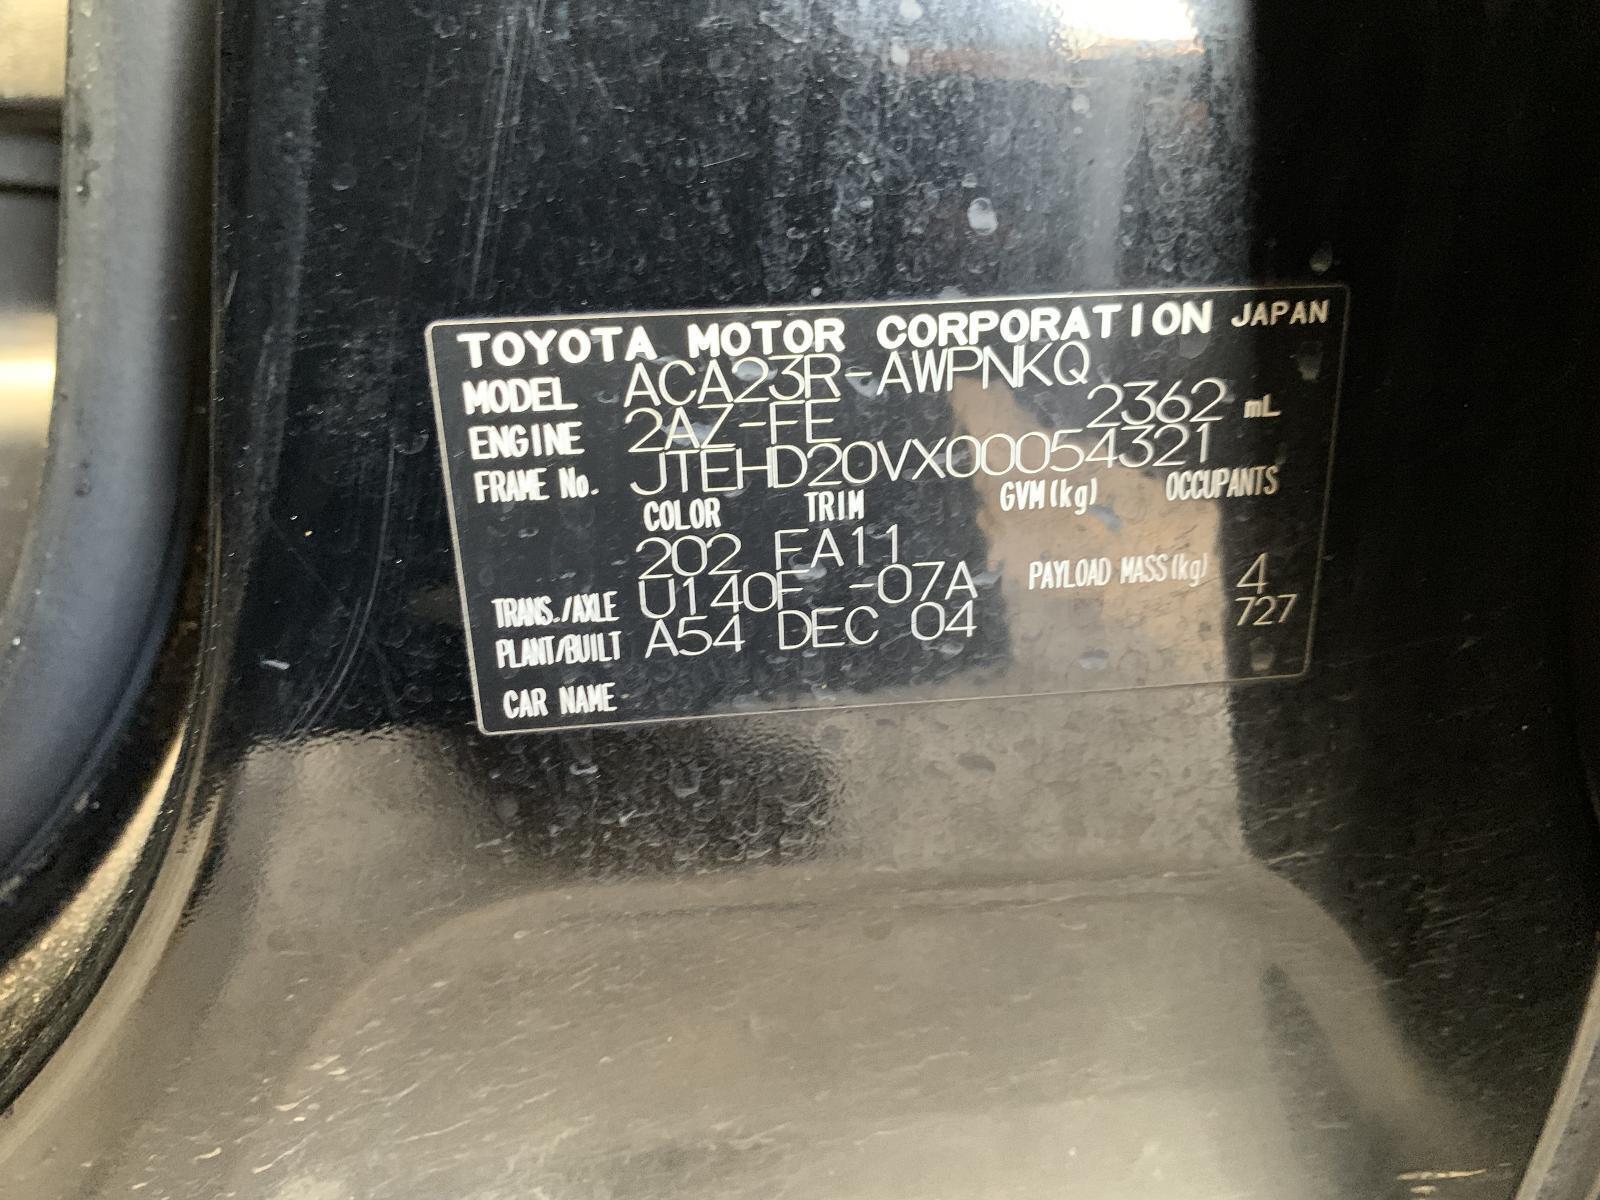 TOYOTA MOTOR CORPORATION JAPAN
MODEL ACA23R-AWPNKQ
ENGINE 2AZ-FE 2362 mL
FRAME No. JTEHD20VX00054321
COLOR TRIM GVM(kg) OCCUPANTS
202 FA11
TRANS./AXLE U140F -07A PAYLOAD MASS(kg) 4
PLANT/BUILT A54 DEC 04 727
CAR NAME